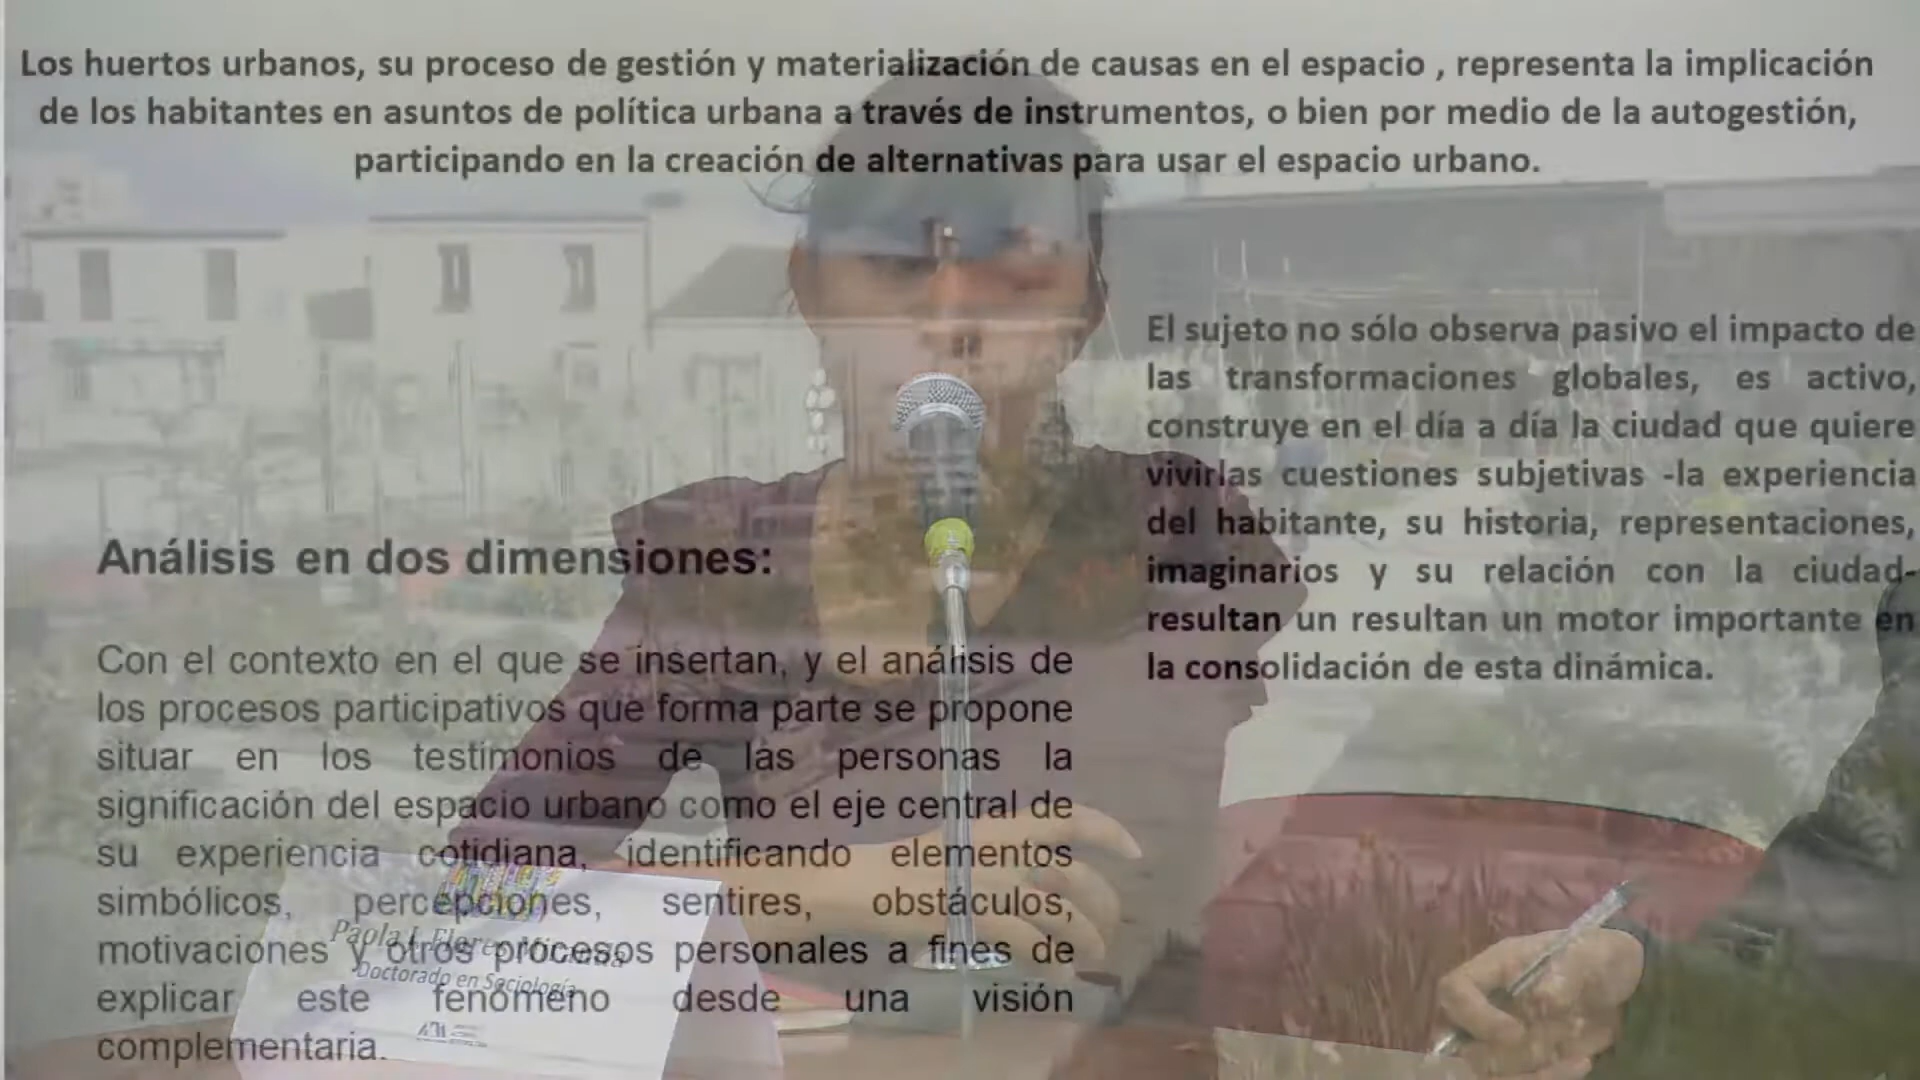 Los huertos urbanos, su proceso de gestión y materialización de causas en el espacio , representa la implicación
de los habitantes en asuntos de política urbana a través de instrumentos, o bien por medio de la autogestión,
participando en la creación de alternativas para usar el espacio urbano.
El sujeto no sólo observa pasivo el impacto de
las transformaciones globales, es activo,
construye en el día a día la ciudad que quiere
vivirlas cuestiones subjetivas -la experiencia
del habitante, su historia, representaciones,
imaginarios y su relación con la ciudad-
resultan un resultan un motor importante en
la consolidación de esta dinámica.
Análisis en dos dimensiones:
Con el contexto en el que se insertan, y el análisis de
los procesos participativos que forma parte se propone
situar en los testimonios de las personas la
significación del espacio urbano como el eje central de
su experiencia cotidiana, identificando elementos
simbólicos, percepciones, sentires, obstáculos,
motivaciones y otros procesos personales a fines de
explicar este fenómeno desde una visión
complementaria.
Paola I. Flores Miranda
Doctorado en Sociología